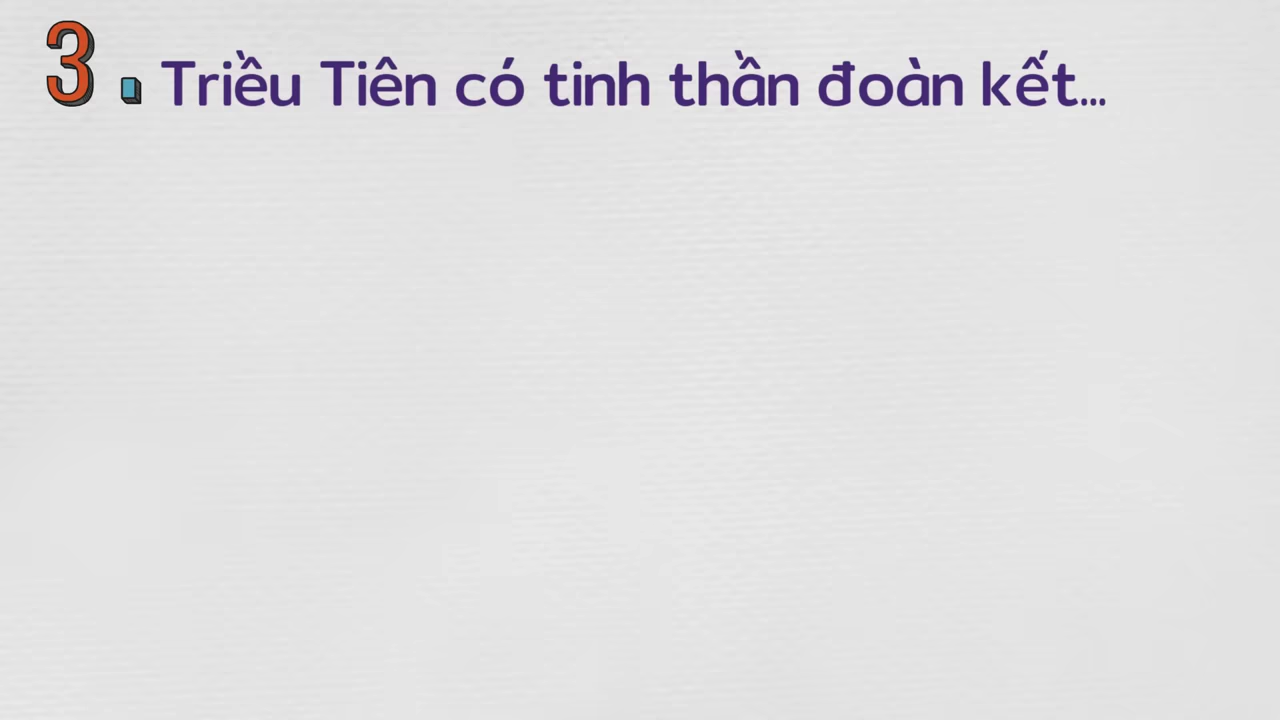 3. Triều Tiên có tinh thần đoàn kết...